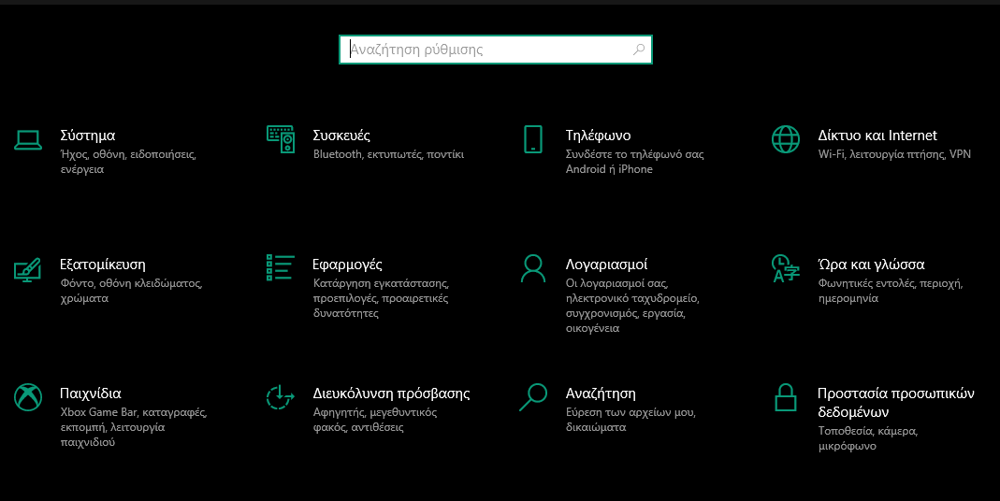 Αναζήτηση ρύθμισης
Σύστημα
Ήχος, οθόνη, ειδοποιήσεις,
ενέργεια
Συσκευές
Bluetooth, εκτυπωτές, ποντίκι
Τηλέφωνο
Συνδέστε το τηλέφωνό σας
Android ή iPhone
Δίκτυο και Internet
Wi-Fi, λειτουργία πτήσης, VPN
Εξατομίκευση
Φόντο, οθόνη κλειδώματος,
χρώματα
Εφαρμογές
Κατάργηση εγκατάστασης,
προεπιλογές, προαιρετικές
δυνατότητες
Λογαριασμοί
Οι λογαριασμοί σας,
ηλεκτρονικό ταχυδρομείο,
συγχρονισμός, εργασία,
οικογένεια
Ώρα και γλώσσα
Φωνητικές εντολές, περιοχή,
ημερομηνία
Παιχνίδια
Xbox Game Bar, καταγραφές,
εκπομπή, λειτουργία
παιχνιδιού
Διευκόλυνση πρόσβασης
Αφηγητής, μεγεθυντικός
φακός, αντιθέσεις
Αναζήτηση
Εύρεση των αρχείων μου,
δικαιώματα
Προστασία προσωπικών
δεδομένων
Τοποθεσία, κάμερα,
μικρόφωνο